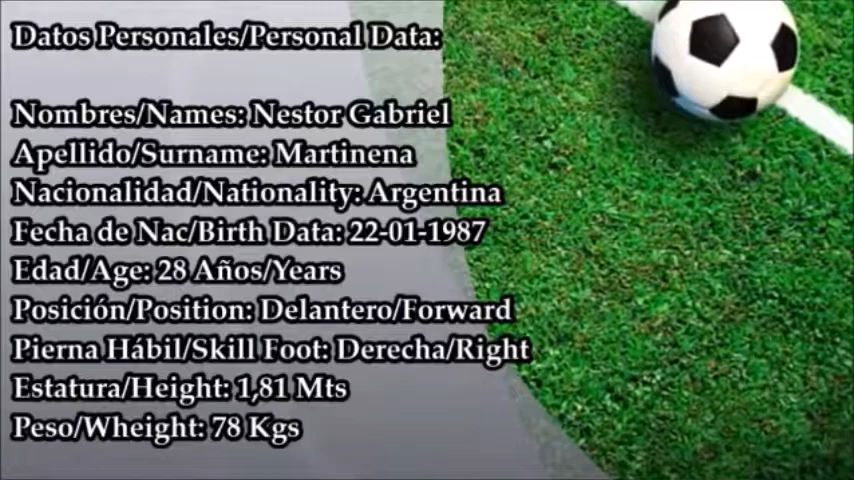 Datos Personales/Personal Data:
Nombres/Names: Nestor Gabriel
Apellido/Surname: Martinena
Nacionalidad/Nationality: Argentina
Fecha de Nac/Birth Data: 22-01-1987
Edad/Age: 28 Años/Years
Posición/Position: Delantero/Forward
Pierna Hábil/Skill Foot: Derecha/Right
Estatura/Height: 1,81 Mts
Peso/Wheight: 78 Kgs